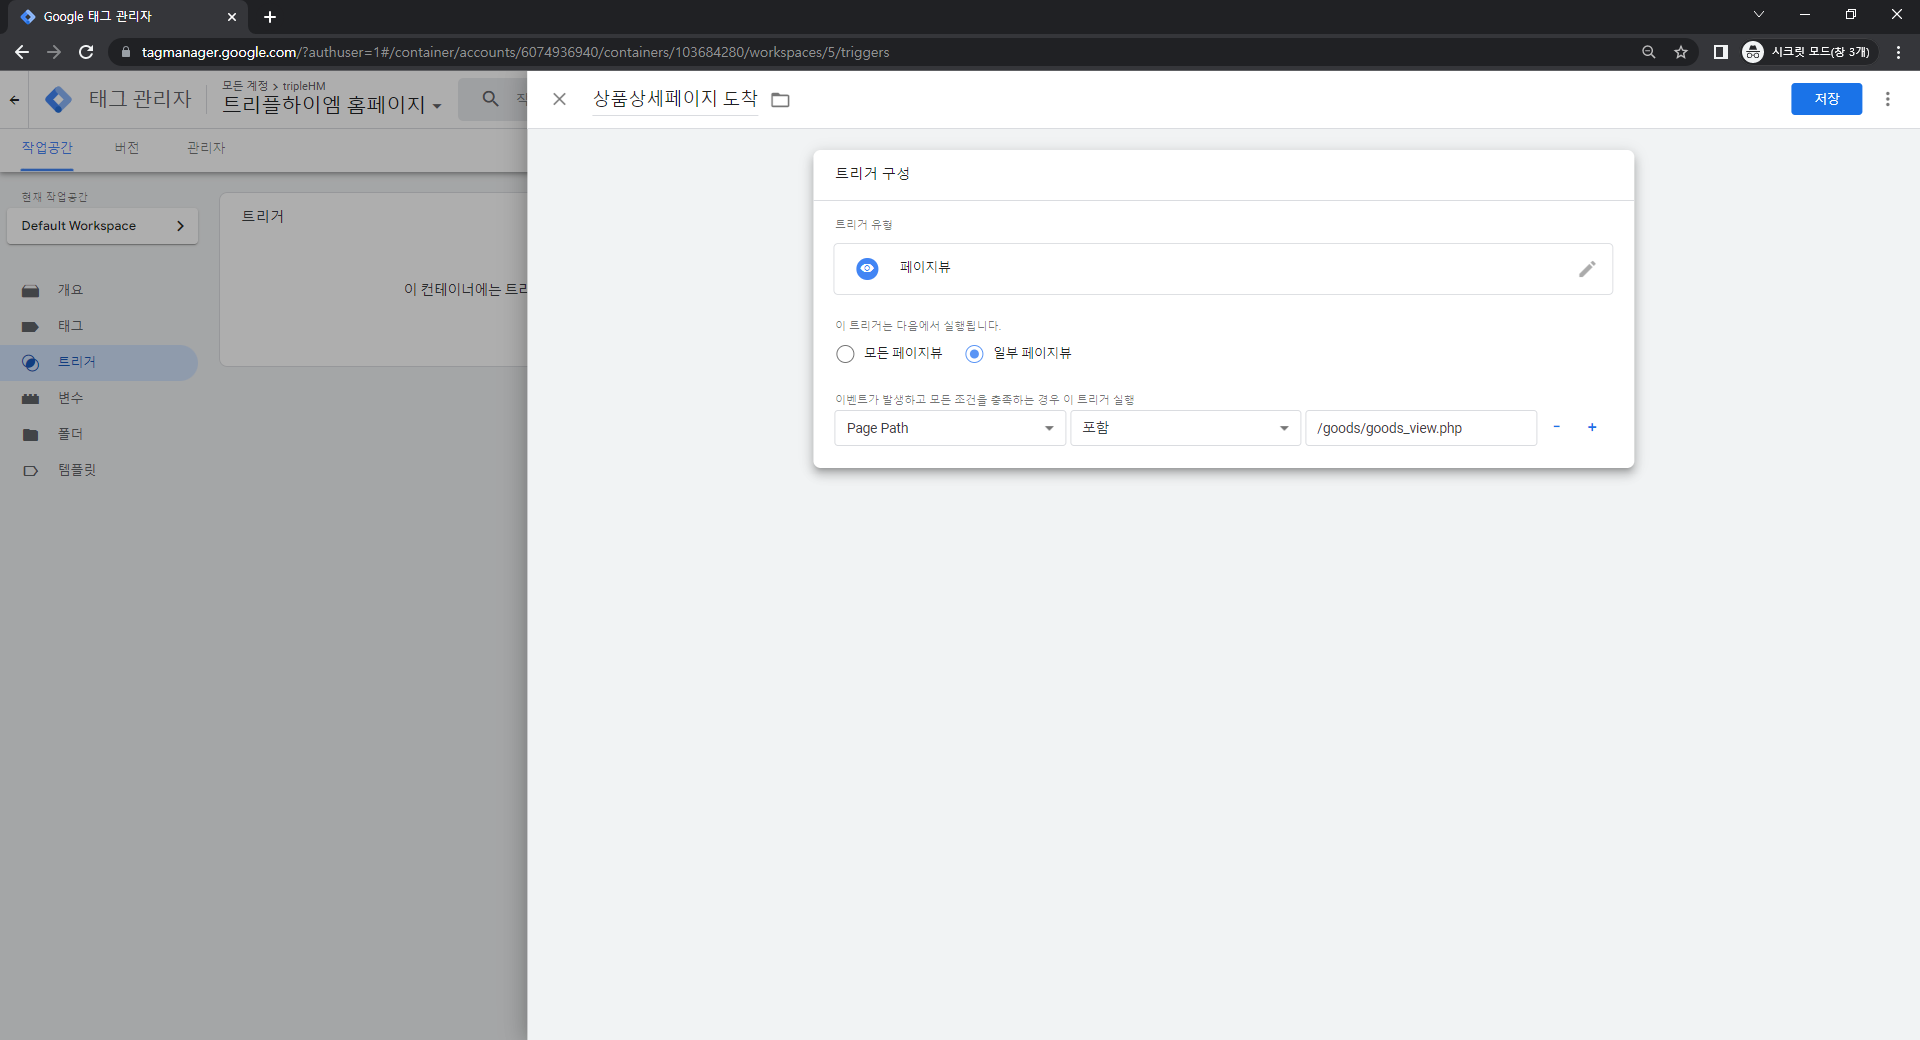 Google 태그 관리자
tagmanager.google.com/?authuser=1#/container/accounts/6074936940/containers/103684280/workspaces/5/triggers
시크릿 모드(창 3개)
태그 관리자
모든 계정 > tripleHM
트리플하이엠 홈페이지
상품상세페이지 도착
저장
작업공간
버전
관리자
현재 작업공간
Default Workspace
개요
태그
트리거
변수
폴더
템플릿
트리거
이 컨테이너에는
트리거 구성
트리거 유형
페이지뷰
이 트리거는 다음에서 실행됩니다.
모든 페이지뷰
일부 페이지뷰
이벤트가 발생하고 모든 조건을 충족하는 경우 이 트리거 실행
Page Path
포함
/goods/goods_view.php
-
+